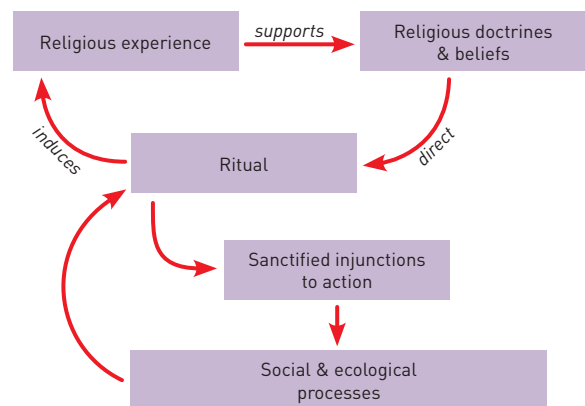 Religious experience
supports
Religious doctrines
& beliefs
induces
direct
Ritual
Sanctified injunctions
to action
Social & ecological
processes